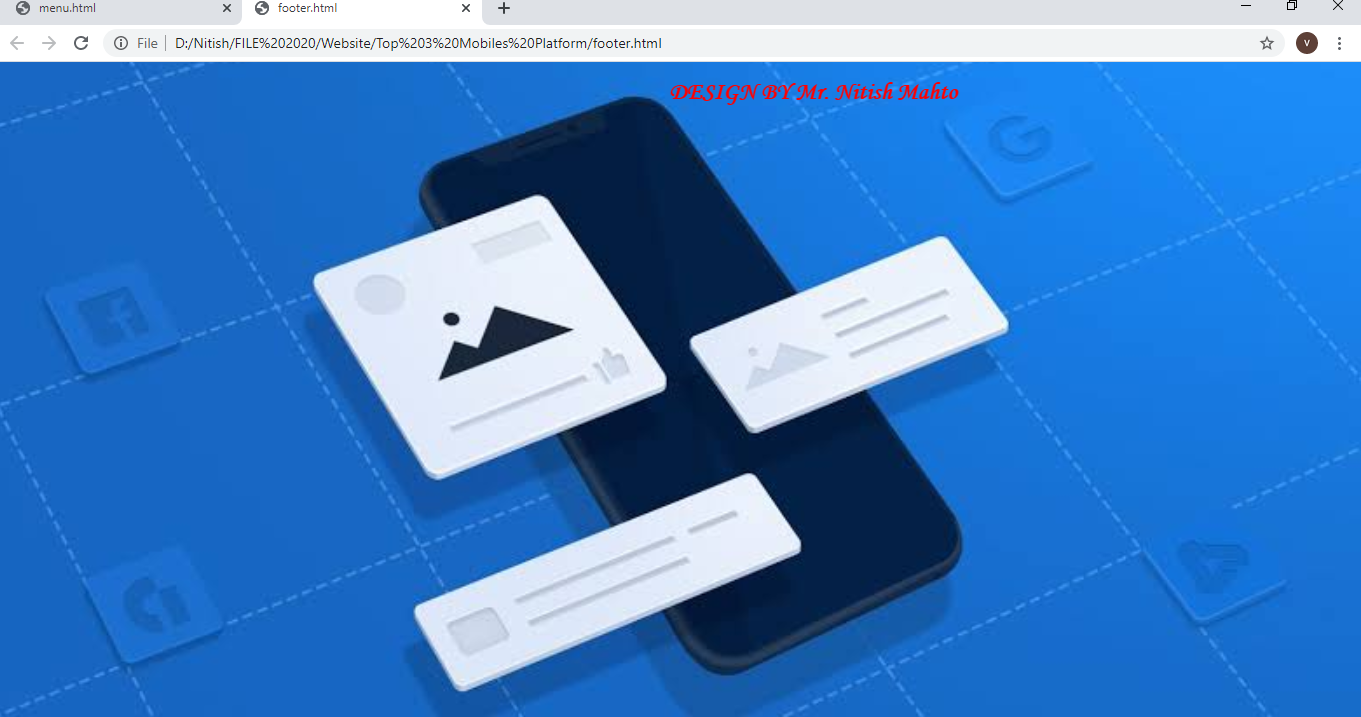 menu.html
footer.html
File
D:/Nitish/FILE%202020/Website/Top%203%20Mobiles%20Platform/footer.html
V
DESIGN BY Mr. Nitish Mahto